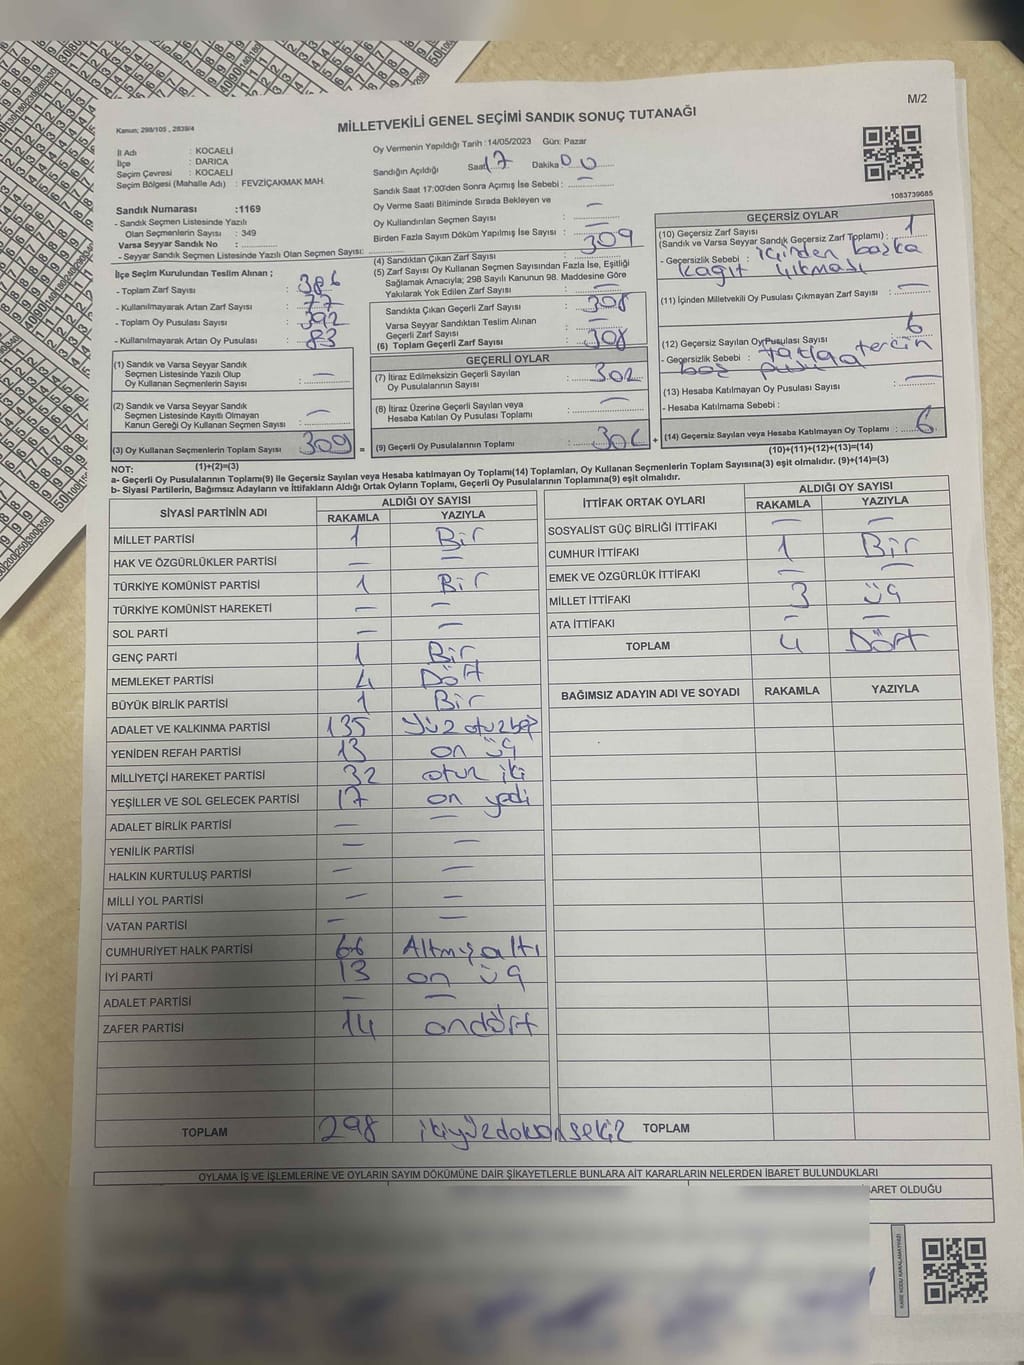 M/2
Kanun; 298/105 , 2839/4
MİLLETVEKİLİ GENEL SEÇİMİ SANDIK SONUÇ TUTANAĞI
İl Adı : KOCAELİ
İlçe : DARICA
Seçim Çevresi : KOCAELİ
Seçim Bölgesi (Mahalle Adı) : FEVZİÇAKMAK MAH.
Sandık Numarası :1169
- Sandık Seçmen Listesinde Yazılı
Olan Seçmenlerin Sayısı : 349
Varsa Seyyar Sandık No :
- Seyyar Sandık Seçmen Listesinde Yazılı Olan Seçmen Sayısı:
İlçe Seçim Kurulundan Teslim Alınan ;
- Toplam Zarf Sayısı : 386
- Kullanılmayarak Artan Zarf Sayısı : 77
- Toplam Oy Pusulası Sayısı : 392
- Kullanılmayarak Artan Oy Pusulası : 83
(1) Sandık ve Varsa Seyyar Sandık
Seçmen Listesinde Yazılı Olup
Oy Kullanan Seçmenlerin Sayısı : —
(2) Sandık ve Varsa Seyyar Sandık
Seçmen Listesinde Kayıtlı Olmayan
Kanun Gereği Oy Kullanan Seçmen Sayısı : —
(3) Oy Kullanan Seçmenlerin Toplam Sayısı : 309
(1)+(2)=(3)
Oy Vermenin Yapıldığı Tarih :14/05/2023 Gün: Pazar
Sandığın Açıldığı Saat 17 Dakika 00
Sandık Saat 17:00'den Sonra Açımış İse Sebebi : —
Oy Verme Saati Bitiminde Sırada Bekleyen ve
Oy Kullandırılan Seçmen Sayısı : —
Birden Fazla Sayım Döküm Yapılmış İse Sayısı : —
(4) Sandıktan Çıkan Zarf Sayısı : 309
(5) Zarf Sayısı Oy Kullanan Seçmen Sayısından Fazla İse, Eşitliği
Sağlamak Amacıyla; 298 Sayılı Kanunun 98. Maddesine Göre
Yakılarak Yok Edilen Zarf Sayısı : —
Sandıkta Çıkan Geçerli Zarf Sayısı : 308
Varsa Seyyar Sandıktan Teslim Alınan
Geçerli Zarf Sayısı : —
(6) Toplam Geçerli Zarf Sayısı : 308
GEÇERLİ OYLAR
(7) İtiraz Edilmeksizin Geçerli Sayılan
Oy Pusulalarının Sayısı : 302
(8) İtiraz Üzerine Geçerli Sayılan veya
Hesaba Katılan Oy Pusulası Toplamı : —
(9) Geçerli Oy Pusulalarının Toplamı : 302
1083739685
GEÇERSİZ OYLAR
(10) Geçersiz Zarf Sayısı : 1
(Sandık ve Varsa Seyyar Sandık Geçersiz Zarf Toplamı)
- Geçersizlik Sebebi : içinden başka
kağıt çıkması
(11) İçinden Milletvekili Oy Pusulası Çıkmayan Zarf Sayısı : —
(12) Geçersiz Sayılan Oy Pusulası Sayısı : 6
- Geçersizlik Sebebi : fazla tercih
boş pusula
(13) Hesaba Katılmayan Oy Pusulası Sayısı : —
- Hesaba Katılmama Sebebi :
(14) Geçersiz Sayılan veya Hesaba Katılmayan Oy Toplamı : 6
(10)+(11)+(12)+(13)=(14)
NOT:
a- Geçerli Oy Pusulalarının Toplamı(9) ile Geçersiz Sayılan veya Hesaba katılmayan Oy Toplamı(14) Toplamları, Oy Kullanan Seçmenlerin Toplam Sayısına(3) eşit olmalıdır. (9)+(14)=(3)
b- Siyasi Partilerin, Bağımsız Adayların ve İttifakların Aldığı Ortak Oyların Toplamı, Geçerli Oy Pusulalarının Toplamına(9) eşit olmalıdır.
SİYASİ PARTİNİN ADI ALDIĞI OY SAYISI
RAKAMLA YAZIYLA
MİLLET PARTİSİ 1 Bir
HAK VE ÖZGÜRLÜKLER PARTİSİ — —
TÜRKİYE KOMÜNİST PARTİSİ 1 Bir
TÜRKİYE KOMÜNİST HAREKETİ — —
SOL PARTİ — —
GENÇ PARTİ 1 Bir
MEMLEKET PARTİSİ 4 Dört
BÜYÜK BİRLİK PARTİSİ 1 Bir
ADALET VE KALKINMA PARTİSİ 135 Yüz otuz beş
YENİDEN REFAH PARTİSİ 13 on üç
MİLLİYETÇİ HAREKET PARTİSİ 32 otuz iki
YEŞİLLER VE SOL GELECEK PARTİSİ 17 on yedi
ADALET BİRLİK PARTİSİ — —
YENİLİK PARTİSİ — —
HALKIN KURTULUŞ PARTİSİ — —
MİLLİ YOL PARTİSİ — —
VATAN PARTİSİ — —
CUMHURİYET HALK PARTİSİ 66 Altmış altı
İYİ PARTİ 13 on üç
ADALET PARTİSİ — —
ZAFER PARTİSİ 14 ondört
TOPLAM 298 ikiyüzdoksansekiz
İTTİFAK ORTAK OYLARI ALDIĞI OY SAYISI
RAKAMLA YAZIYLA
SOSYALİST GÜÇ BİRLİĞİ İTTİFAKI — —
CUMHUR İTTİFAKI 1 Bir
EMEK VE ÖZGÜRLÜK İTTİFAKI — —
MİLLET İTTİFAKI 3 üç
ATA İTTİFAKI — —
TOPLAM 4 Dört
BAĞIMSIZ ADAYIN ADI VE SOYADI RAKAMLA YAZIYLA
TOPLAM
OYLAMA İŞ VE İŞLEMLERİNE VE OYLARIN SAYIM DÖKÜMÜNE DAİR ŞİKAYETLERLE BUNLARA AİT KARARLARIN NELERDEN İBARET BULUNDUKLARI
BARET OLDUĞU
KARE KODU KARALAMAYINIZ!